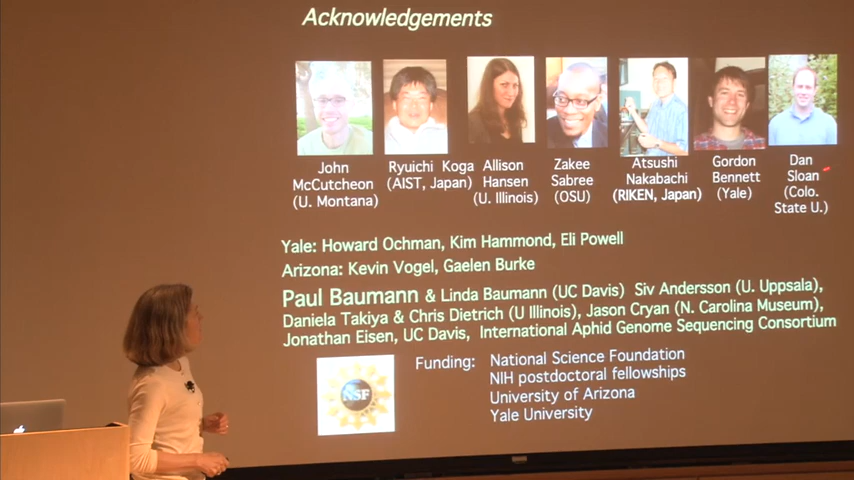 Acknowledgements
John McCutcheon (U. Montana)
Ryuichi Koga (AIST, Japan)
Allison Hansen (U. Illinois)
Zakee Sabree (OSU)
Atsushi Nakabachi (RIKEN, Japan)
Gordon Bennett (Yale)
Dan Sloan (Colo. State U.)
Yale: Howard Ochman, Kim Hammond, Eli Powell
Arizona: Kevin Vogel, Gaelen Burke
Paul Baumann & Linda Baumann (UC Davis) Siv Andersson (U. Uppsala),
Daniela Takiya & Chris Dietrich (U Illinois), Jason Cryan (N. Carolina Museum),
Jonathan Eisen, UC Davis, International Aphid Genome Sequencing Consortium
NSF
Funding: National Science Foundation
NIH postdoctoral fellowships
University of Arizona
Yale University